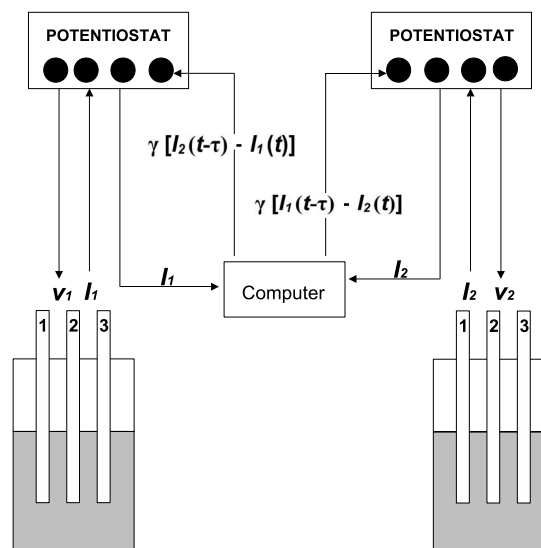 POTENTIOSTAT
POTENTIOSTAT
γ [I₂(t-τ) - I₁(t)]
γ [I₁(t-τ) - I₂(t)]
I₁
Computer
I₂
v₁ I₁
I₂ v₂
1 2 3
1 2 3